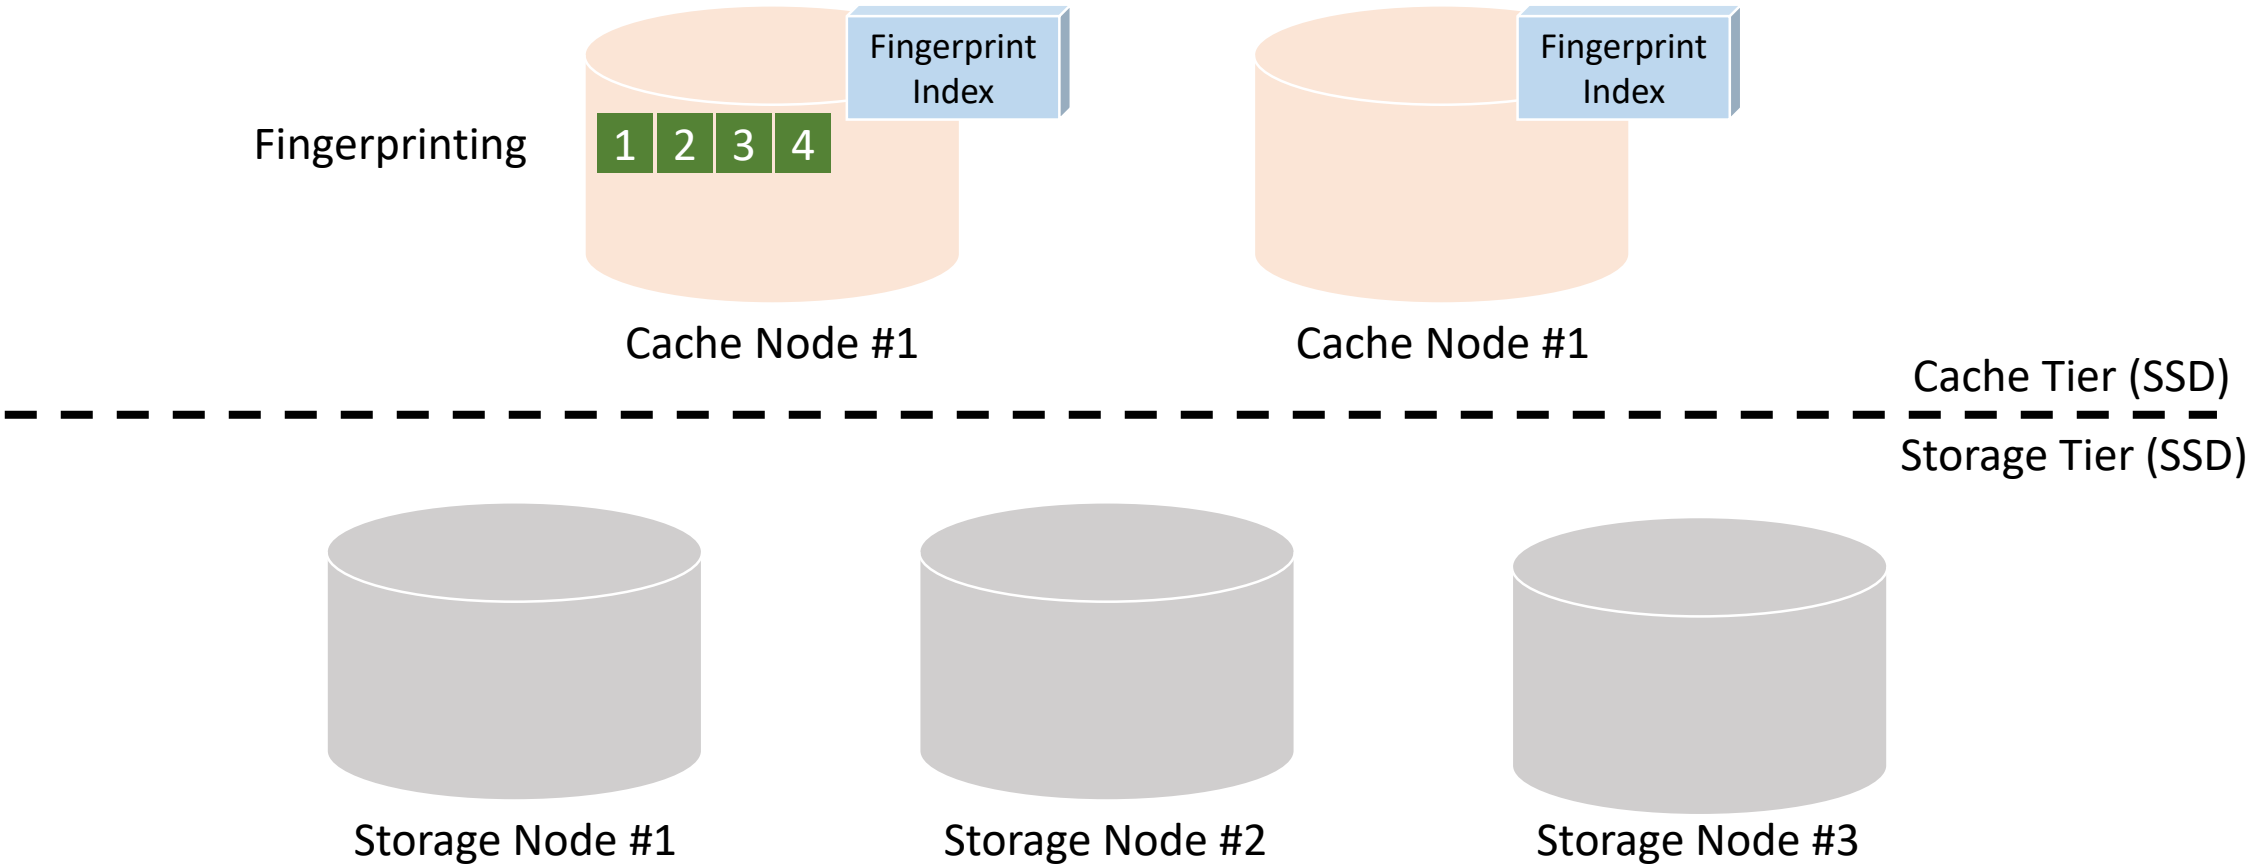 Fingerprint
Index
Fingerprint
Index
Fingerprinting
1 2 3 4
Cache Node #1
Cache Node #1
Cache Tier (SSD)
Storage Tier (SSD)
Storage Node #1
Storage Node #2
Storage Node #3